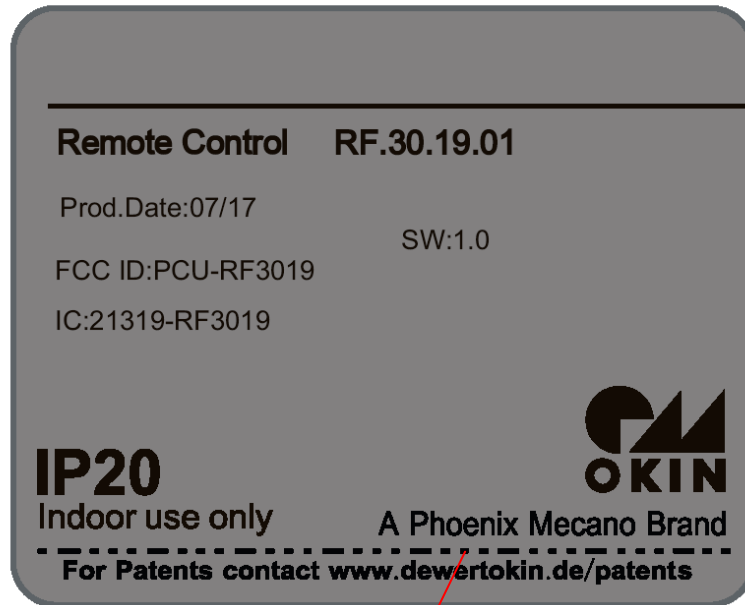 Remote Control RF.30.19.01
Prod.Date:07/17
SW:1.0
FCC ID:PCU-RF3019
IC:21319-RF3019
OKIN
IP20
Indoor use only
A Phoenix Mecano Brand
For Patents contact www.dewertokin.de/patents